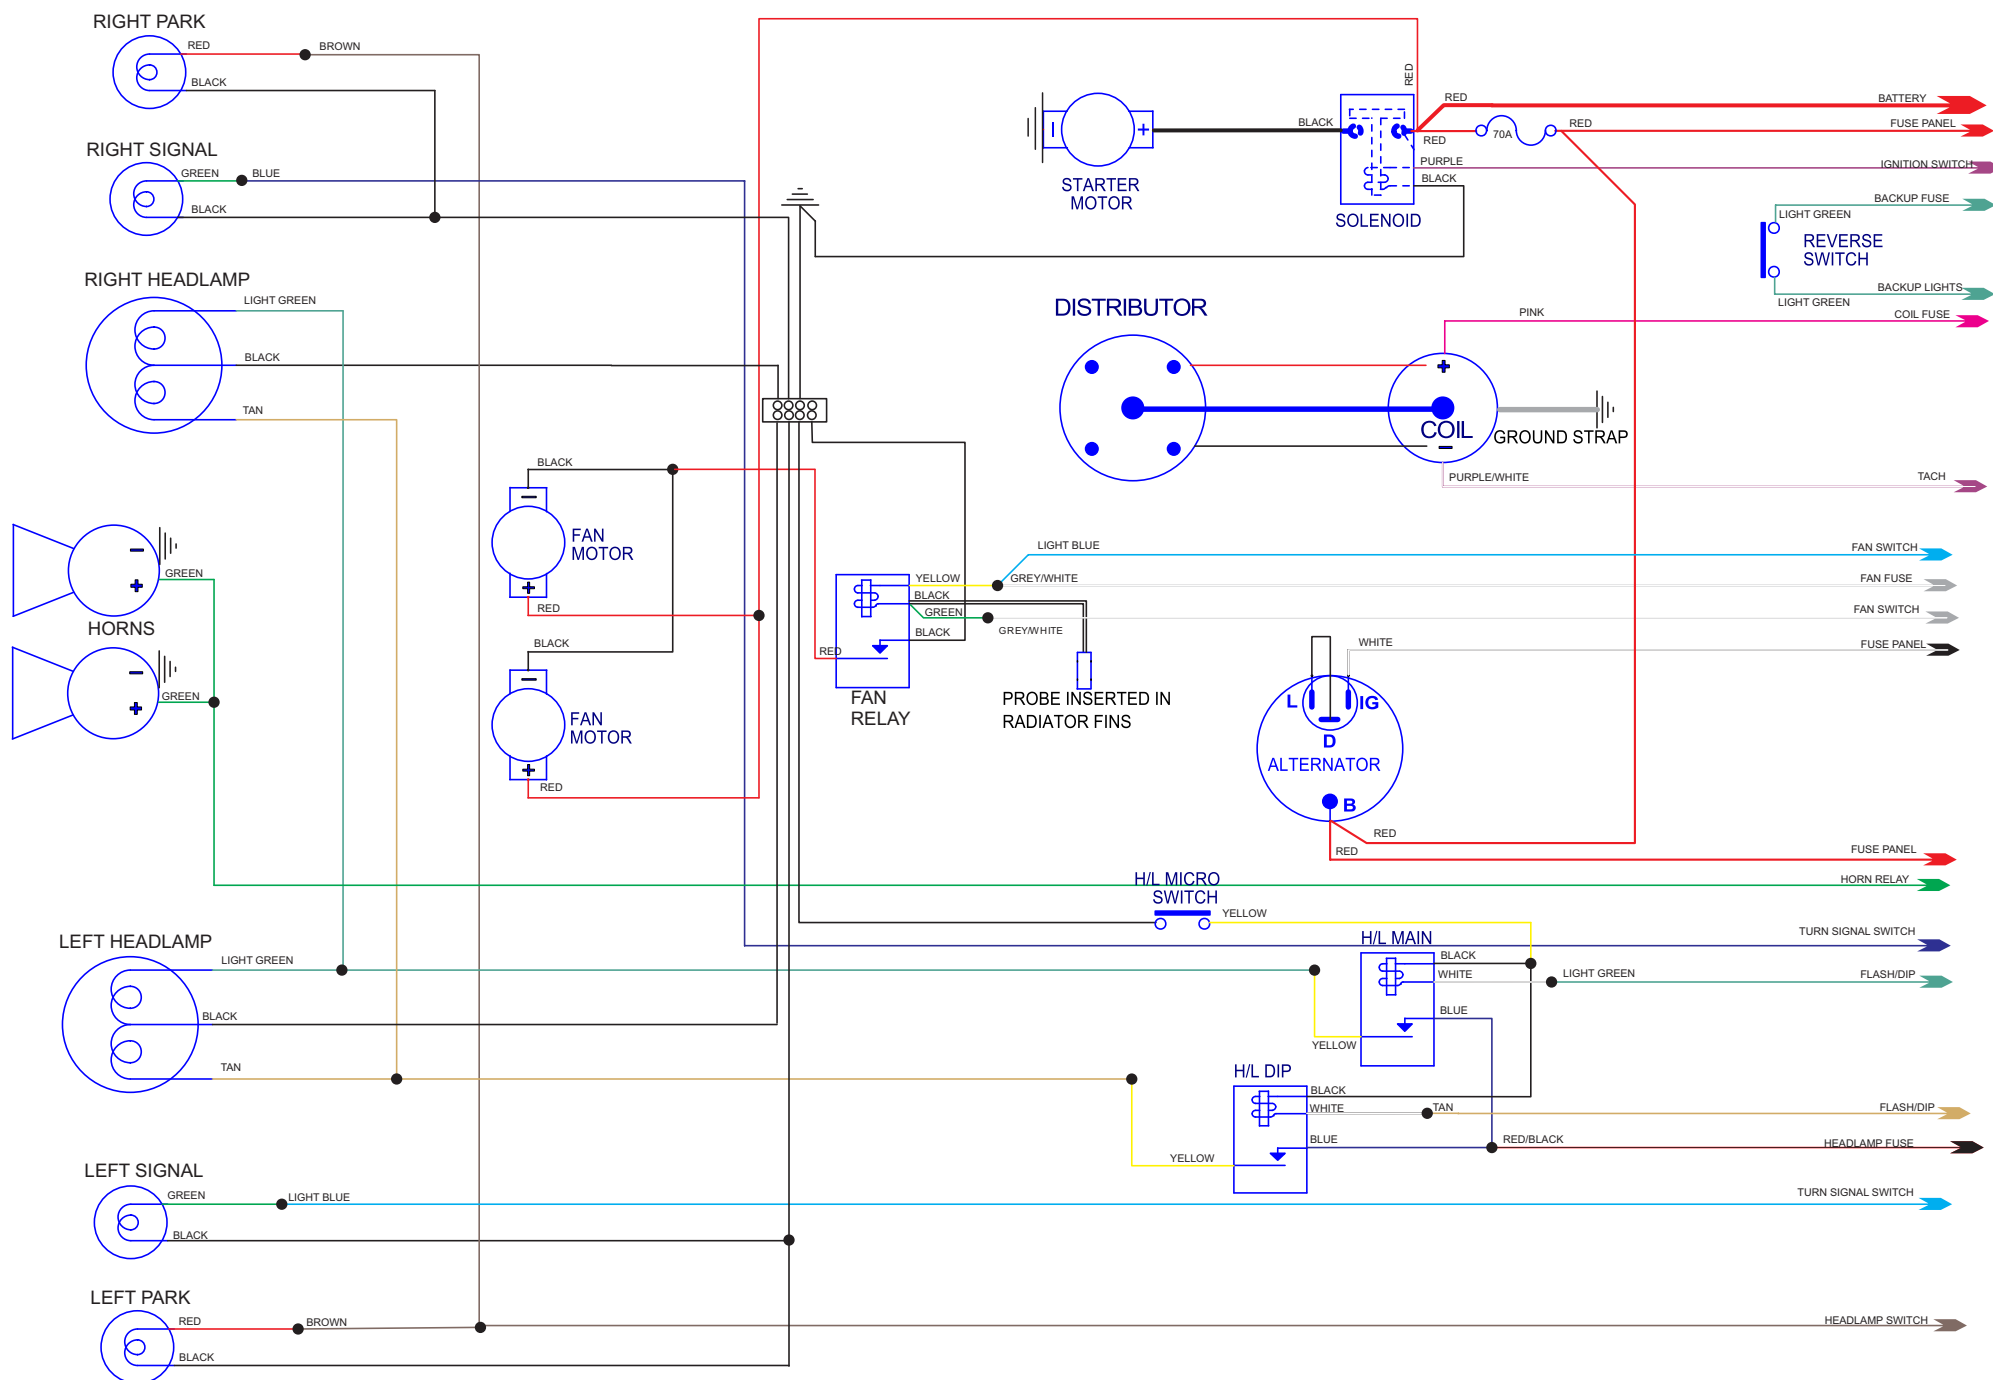 RIGHT PARK
RED
BROWN
BLACK
RIGHT SIGNAL
GREEN
BLUE
BLACK
RIGHT HEADLAMP
LIGHT GREEN
BLACK
TAN
GREEN
HORNS
GREEN
LEFT HEADLAMP
LIGHT GREEN
BLACK
TAN
LEFT SIGNAL
GREEN
LIGHT BLUE
BLACK
LEFT PARK
RED
BROWN
BLACK
BLACK
FAN
MOTOR
RED
BLACK
FAN
MOTOR
RED
STARTER
MOTOR
BLACK
RED
SOLENOID
RED
RED
70A
RED
PURPLE
BLACK
BATTERY
FUSE PANEL
IGNITION SWITCH
BACKUP FUSE
LIGHT GREEN
REVERSE
SWITCH
BACKUP LIGHTS
LIGHT GREEN
DISTRIBUTOR
PINK
COIL FUSE
COIL
GROUND STRAP
PURPLE/WHITE
TACH
LIGHT BLUE
FAN SWITCH
YELLOW
GREY/WHITE
FAN FUSE
BLACK
GREEN
GREY/WHITE
FAN SWITCH
BLACK
RED
FAN
RELAY
PROBE INSERTED IN
RADIATOR FINS
WHITE
FUSE PANEL
L
IG
D
ALTERNATOR
B
RED
RED
FUSE PANEL
HORN RELAY
H/L MICRO
SWITCH
YELLOW
TURN SIGNAL SWITCH
H/L MAIN
BLACK
WHITE
LIGHT GREEN
FLASH/DIP
BLUE
YELLOW
H/L DIP
BLACK
WHITE
TAN
FLASH/DIP
BLUE
RED/BLACK
HEADLAMP FUSE
YELLOW
TURN SIGNAL SWITCH
HEADLAMP SWITCH